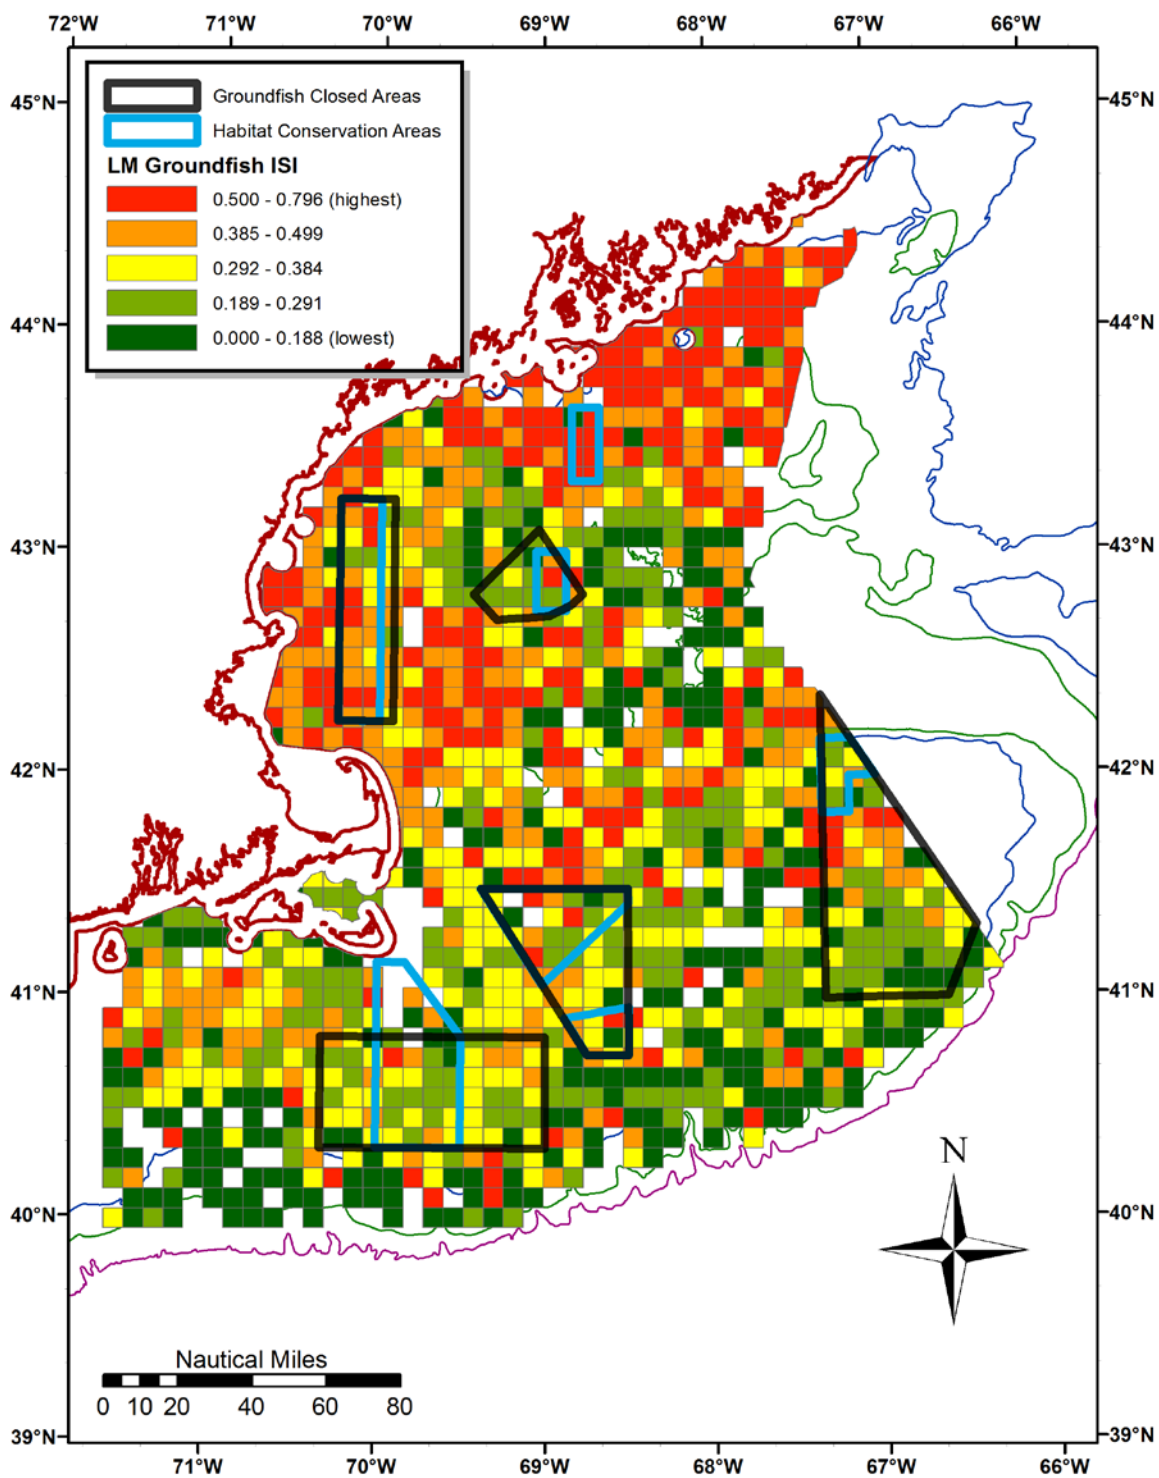 72°W 71°W 70°W 69°W 68°W 67°W 66°W
Groundfish Closed Areas
45°N 45°N
Habitat Conservation Areas
LM Groundfish ISI
0.500 - 0.796 (highest)
0.385 - 0.499
0.292 - 0.384
0.189 - 0.291
44°N 44°N
0.000 - 0.188 (lowest)
43°N 43°N
42°N 42°N
41°N 41°N
N
40°N 40°N
Nautical Miles
0 10 20 40 60 80
39°N 39°N
71°W 70°W 69°W 68°W 67°W 66°W